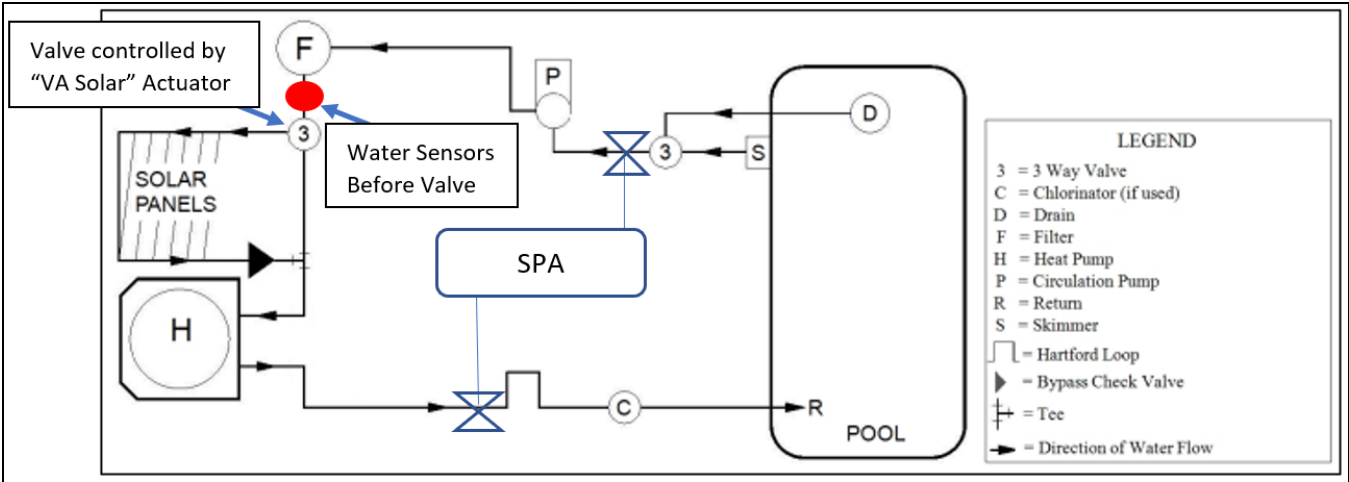 Valve controlled by
“VA Solar” Actuator
F
P
D
3
Water Sensors
Before Valve
3
S
SOLAR
PANELS
SPA
H
C
R
POOL
LEGEND
3 = 3 Way Valve
C = Chlorinator (if used)
D = Drain
F = Filter
H = Heat Pump
P = Circulation Pump
R = Return
S = Skimmer
= Hartford Loop
= Bypass Check Valve
= Tee
= Direction of Water Flow